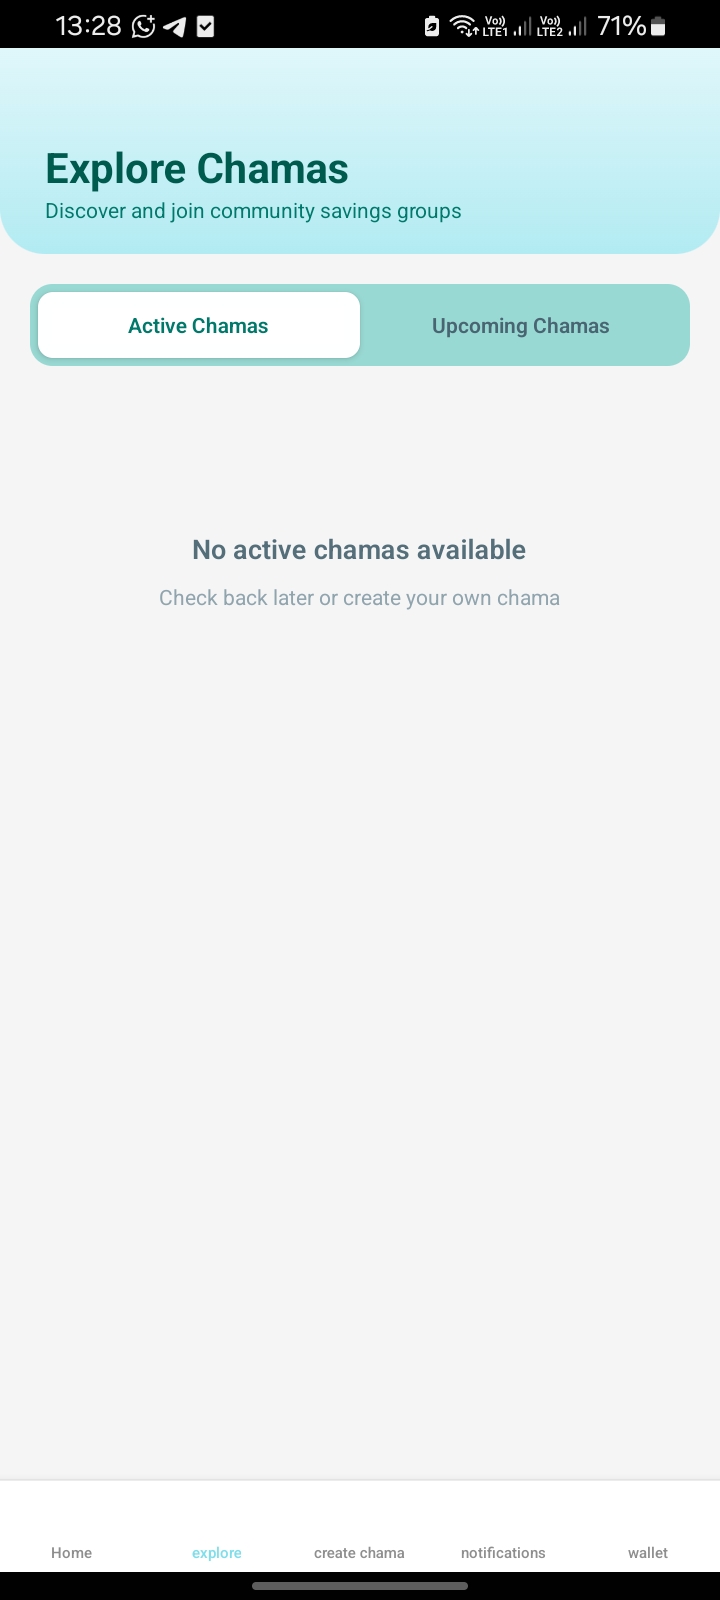 13:28
Vo)) LTE1
Vo)) LTE2
71%
Explore Chamas
Discover and join community savings groups
Active Chamas
Upcoming Chamas
No active chamas available
Check back later or create your own chama
Home
explore
create chama
notifications
wallet